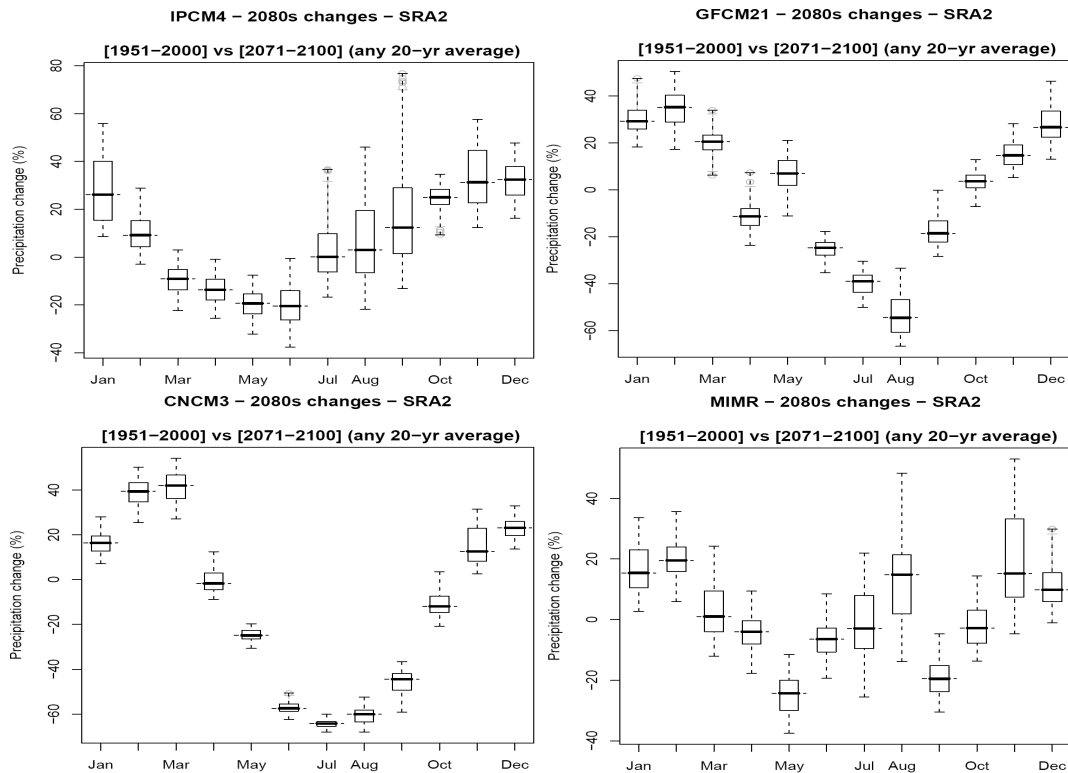 IPCM4 − 2080s changes − SRA2
[1951−2000] vs [2071−2100] (any 20−yr average)
Precipitation change (%)
80
60
40
20
0
−20
−40
Jan
Mar
May
Jul
Aug
Oct
Dec
GFCM21 − 2080s changes − SRA2
[1951−2000] vs [2071−2100] (any 20−yr average)
Precipitation change (%)
40
20
0
−20
−40
−60
Jan
Mar
May
Jul
Aug
Oct
Dec
CNCM3 − 2080s changes − SRA2
[1951−2000] vs [2071−2100] (any 20−yr average)
Precipitation change (%)
40
20
0
−20
−40
−60
Jan
Mar
May
Jul
Aug
Oct
Dec
MIMR − 2080s changes − SRA2
[1951−2000] vs [2071−2100] (any 20−yr average)
Precipitation change (%)
40
20
0
−20
−40
Jan
Mar
May
Jul
Aug
Oct
Dec